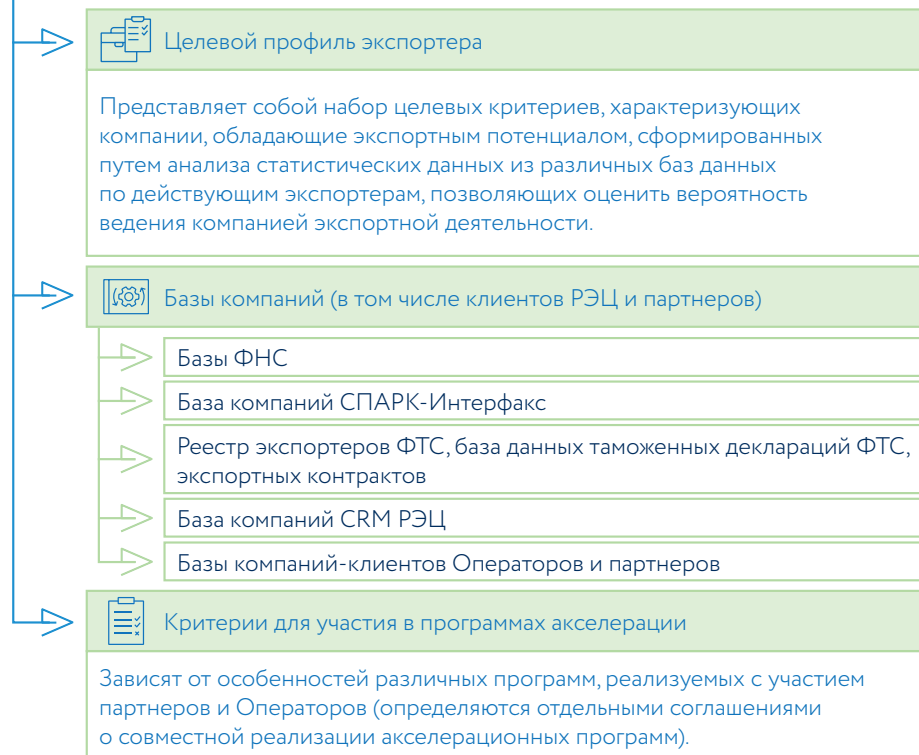 Целевой профиль экспортера
Представляет собой набор целевых критериев, характеризующих
компании, обладающие экспортным потенциалом, сформированных
путем анализа статистических данных из различных баз данных
по действующим экспортерам, позволяющих оценить вероятность
ведения компанией экспортной деятельности.
Базы компаний (в том числе клиентов РЭЦ и партнеров)
Базы ФНС
База компаний СПАРК-Интерфакс
Реестр экспортеров ФТС, база данных таможенных деклараций ФТС,
экспортных контрактов
База компаний CRM РЭЦ
Базы компаний-клиентов Операторов и партнеров
Критерии для участия в программах акселерации
Зависят от особенностей различных программ, реализуемых с участием
партнеров и Операторов (определяются отдельными соглашениями
о совместной реализации акселерационных программ).